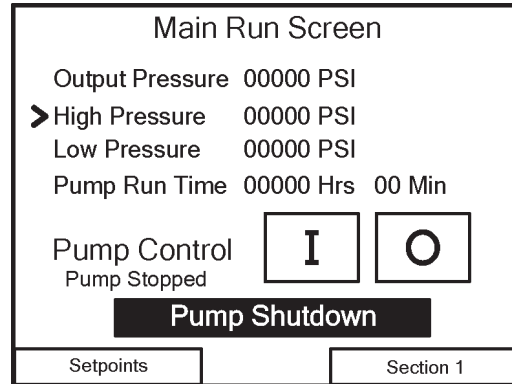 Main Run Screen
Output Pressure 00000 PSI
>High Pressure 00000 PSI
Low Pressure 00000 PSI
Pump Run Time 00000 Hrs 00 Min
Pump Control I O
Pump Stopped
Pump Shutdown
Setpoints Section 1